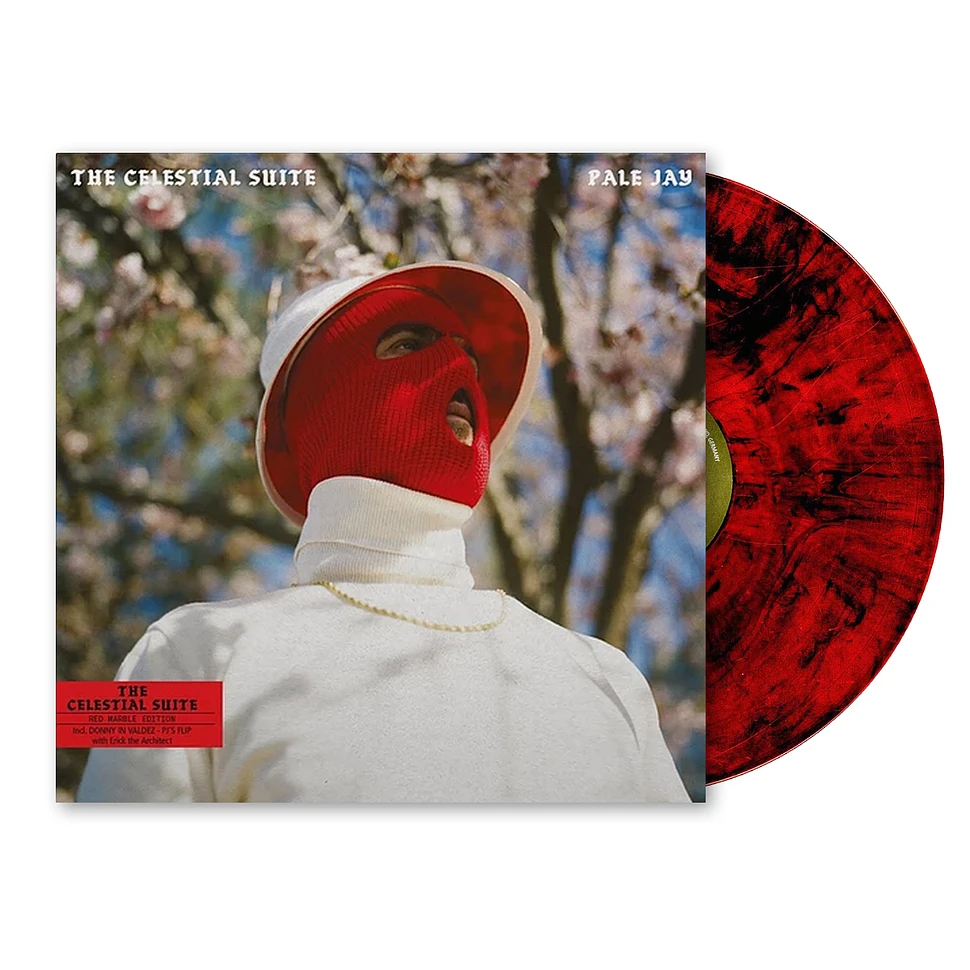 THE CELESTIAL SUITE
PALE JAY
THE
CELESTIAL SUITE
RED MARBLE EDITION
Incl. DONNY IN VALDEZ - PJ'S FLIP
with Erick the Architect
GERMANY